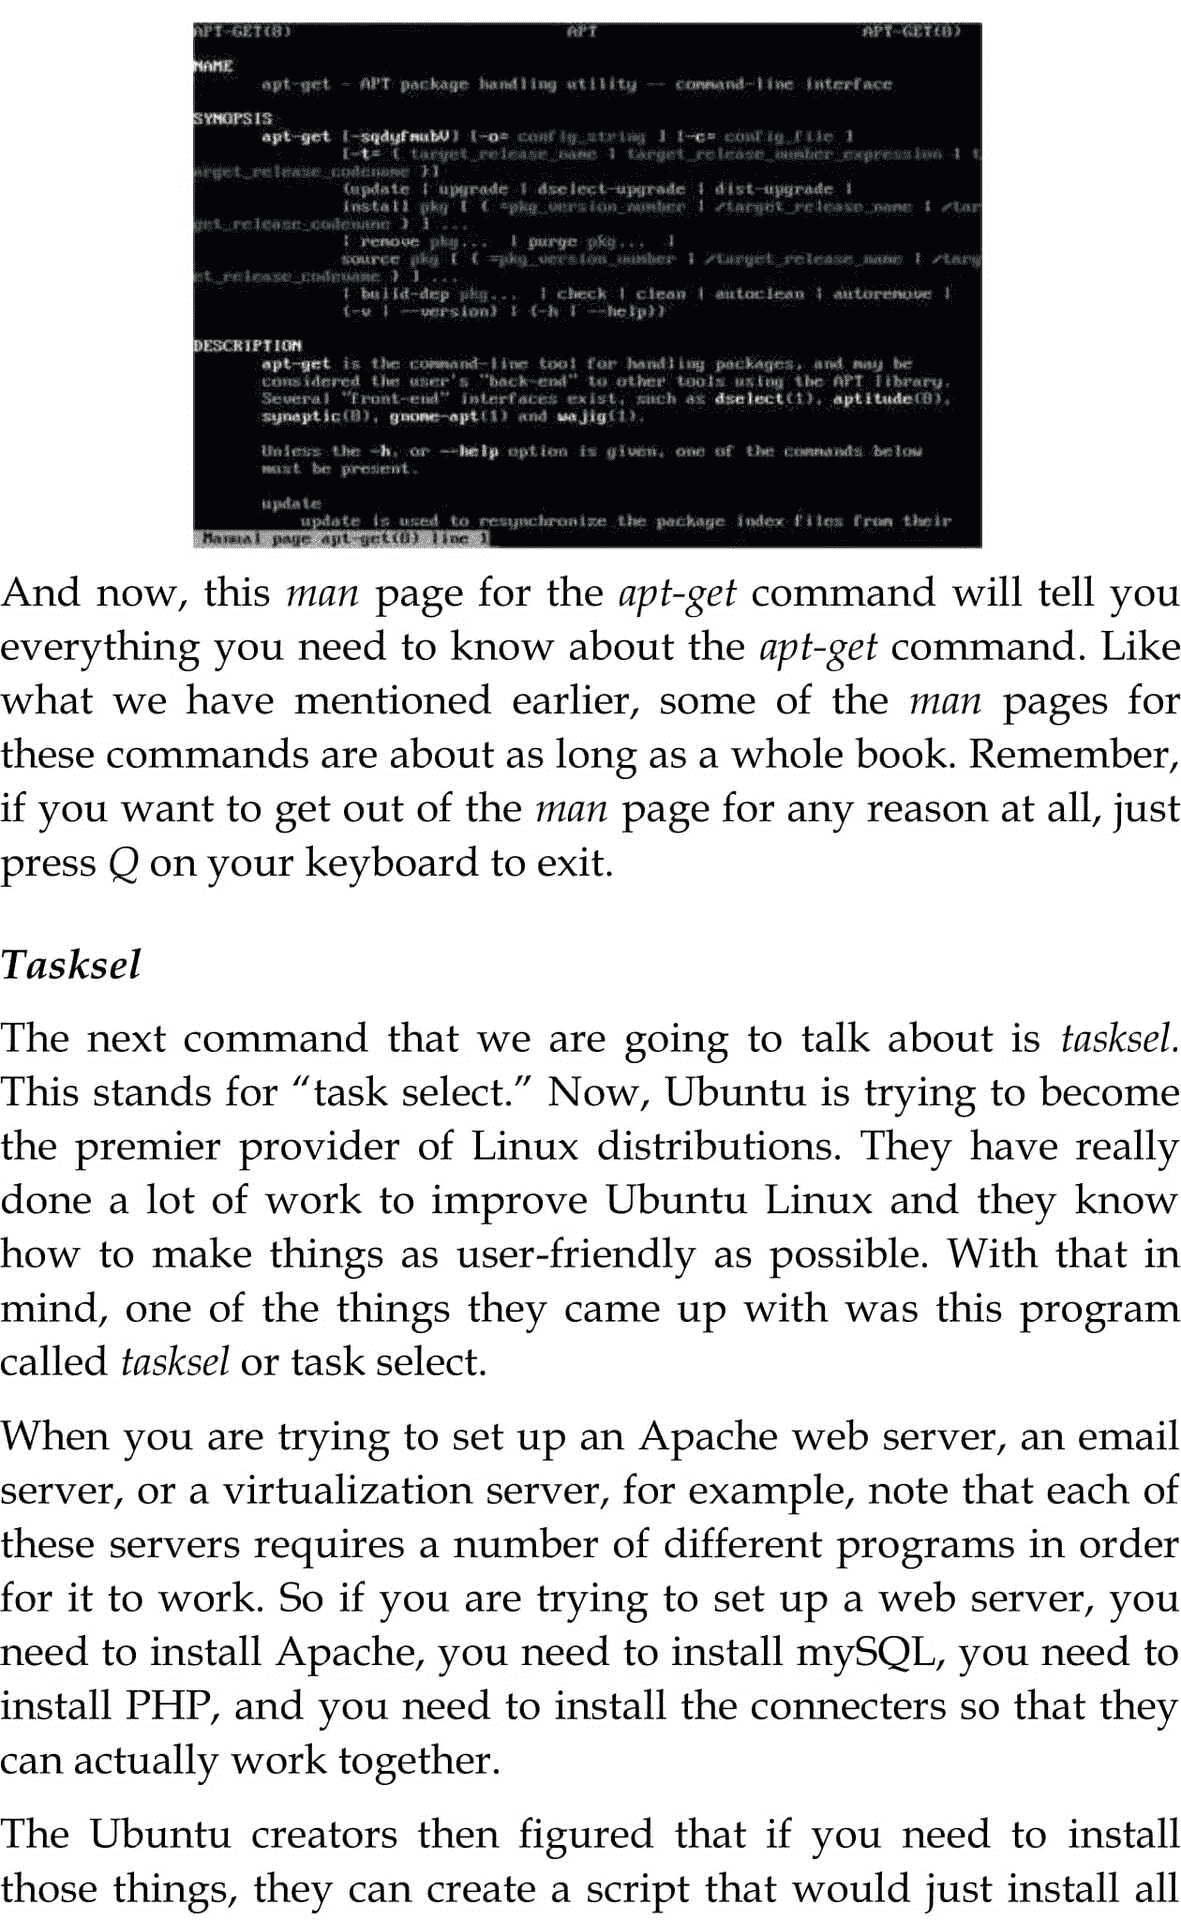 APT-GET(8) APT APT-GET(8)
NAME
apt-get - APT package handling utility -- command-line interface
SYNOPSIS
apt-get [-sqdyfmubV] [-o= config_string ] [-c= config_file ]
[-t= { target_release_name | target_release_number_expression | t
arget_release_codename }]
{update | upgrade | dselect-upgrade | dist-upgrade |
install pkg [ { =pkg_version_number | /target_release_name | /tar
get_release_codename } ] ...
| remove pkg... | purge pkg... |
source pkg [ { =pkg_version_number | /target_release_name | /targ
et_release_codename } ] ...
| build-dep pkg... | check | clean | autoclean | autoremove |
{-v | --version} | {-h | --help}}
DESCRIPTION
apt-get is the command-line tool for handling packages, and may be
considered the user's "back-end" to other tools using the APT library.
Several "front-end" interfaces exist, such as dselect(1), aptitude(8),
synaptic(8), gnome-apt(1) and wajig(1).
Unless the -h, or --help option is given, one of the commands below
must be present.
update
update is used to resynchronize the package index files from their
Manual page apt-get(8) line 1
And now, this man page for the apt-get command will tell you
everything you need to know about the apt-get command. Like
what we have mentioned earlier, some of the man pages for
these commands are about as long as a whole book. Remember,
if you want to get out of the man page for any reason at all, just
press Q on your keyboard to exit.
Tasksel
The next command that we are going to talk about is tasksel.
This stands for “task select.” Now, Ubuntu is trying to become
the premier provider of Linux distributions. They have really
done a lot of work to improve Ubuntu Linux and they know
how to make things as user-friendly as possible. With that in
mind, one of the things they came up with was this program
called tasksel or task select.
When you are trying to set up an Apache web server, an email
server, or a virtualization server, for example, note that each of
these servers requires a number of different programs in order
for it to work. So if you are trying to set up a web server, you
need to install Apache, you need to install mySQL, you need to
install PHP, and you need to install the connecters so that they
can actually work together.
The Ubuntu creators then figured that if you need to install
those things, they can create a script that would just install all